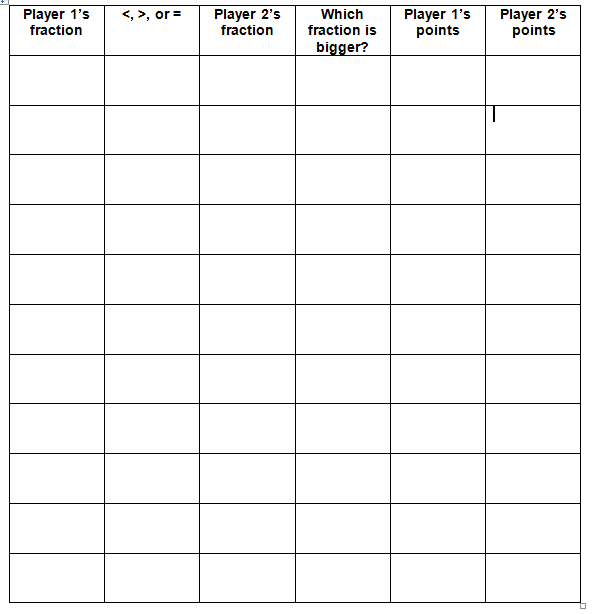 Player 1's
fraction
<, >, or =
Player 2's
fraction
Which
fraction is
bigger?
Player 1's
points
Player 2's
points